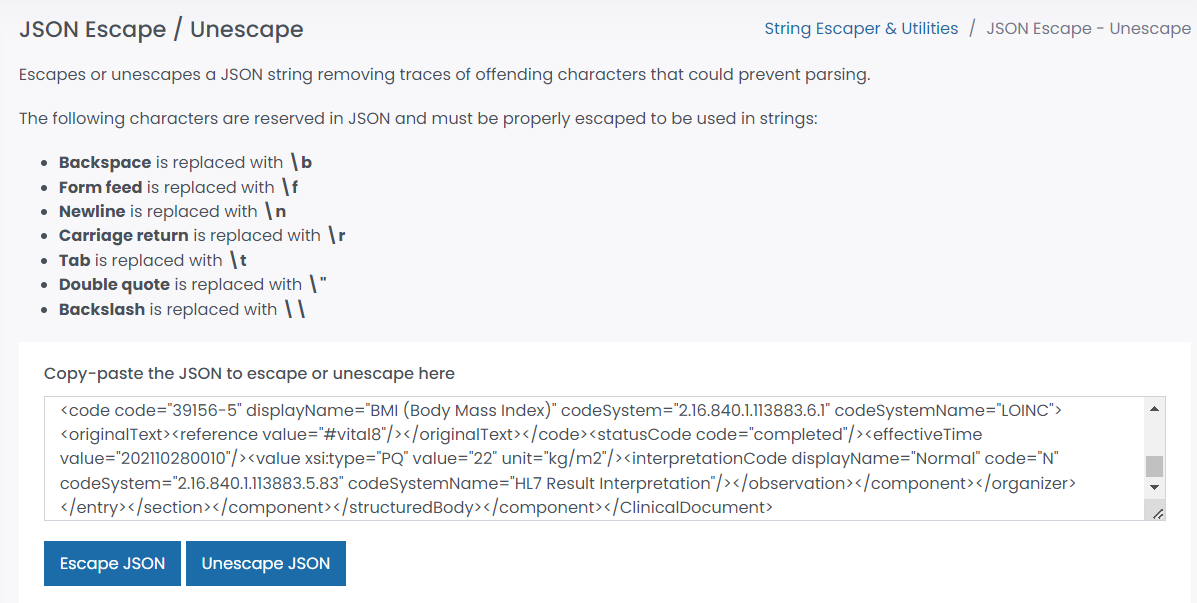 JSON Escape / Unescape
String Escaper & Utilities / JSON Escape - Unescape
Escapes or unescapes a JSON string removing traces of offending characters that could prevent parsing.
The following characters are reserved in JSON and must be properly escaped to be used in strings:
Backspace is replaced with \b
Form feed is replaced with \f
Newline is replaced with \n
Carriage return is replaced with \r
Tab is replaced with \t
Double quote is replaced with \"
Backslash is replaced with \\
Copy-paste the JSON to escape or unescape here
<code code="39156-5" displayName="BMI (Body Mass Index)" codeSystem="2.16.840.1.113883.6.1" codeSystemName="LOINC">
<originalText><reference value="#vital8"/></originalText></code><statusCode code="completed"/><effectiveTime
value="202110280010"/><value xsi:type="PQ" value="22" unit="kg/m2"/><interpretationCode displayName="Normal" code="N"
codeSystem="2.16.840.1.113883.5.83" codeSystemName="HL7 Result Interpretation"/></observation></component></organizer>
</entry></section></component></structuredBody></component></ClinicalDocument>
Escape JSON
Unescape JSON